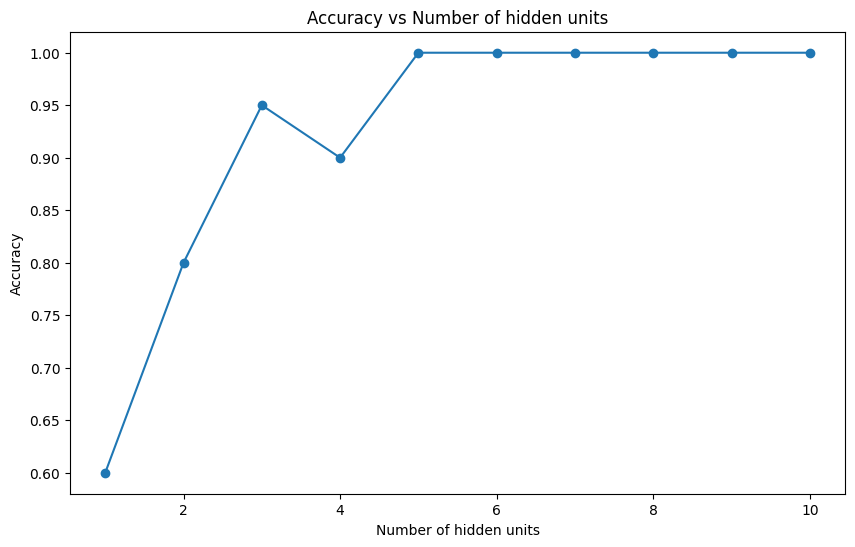 Accuracy vs Number of hidden units
1.00
0.95
0.90
0.85
0.80
0.75
0.70
0.65
0.60
Accuracy
2 4 6 8 10
Number of hidden units